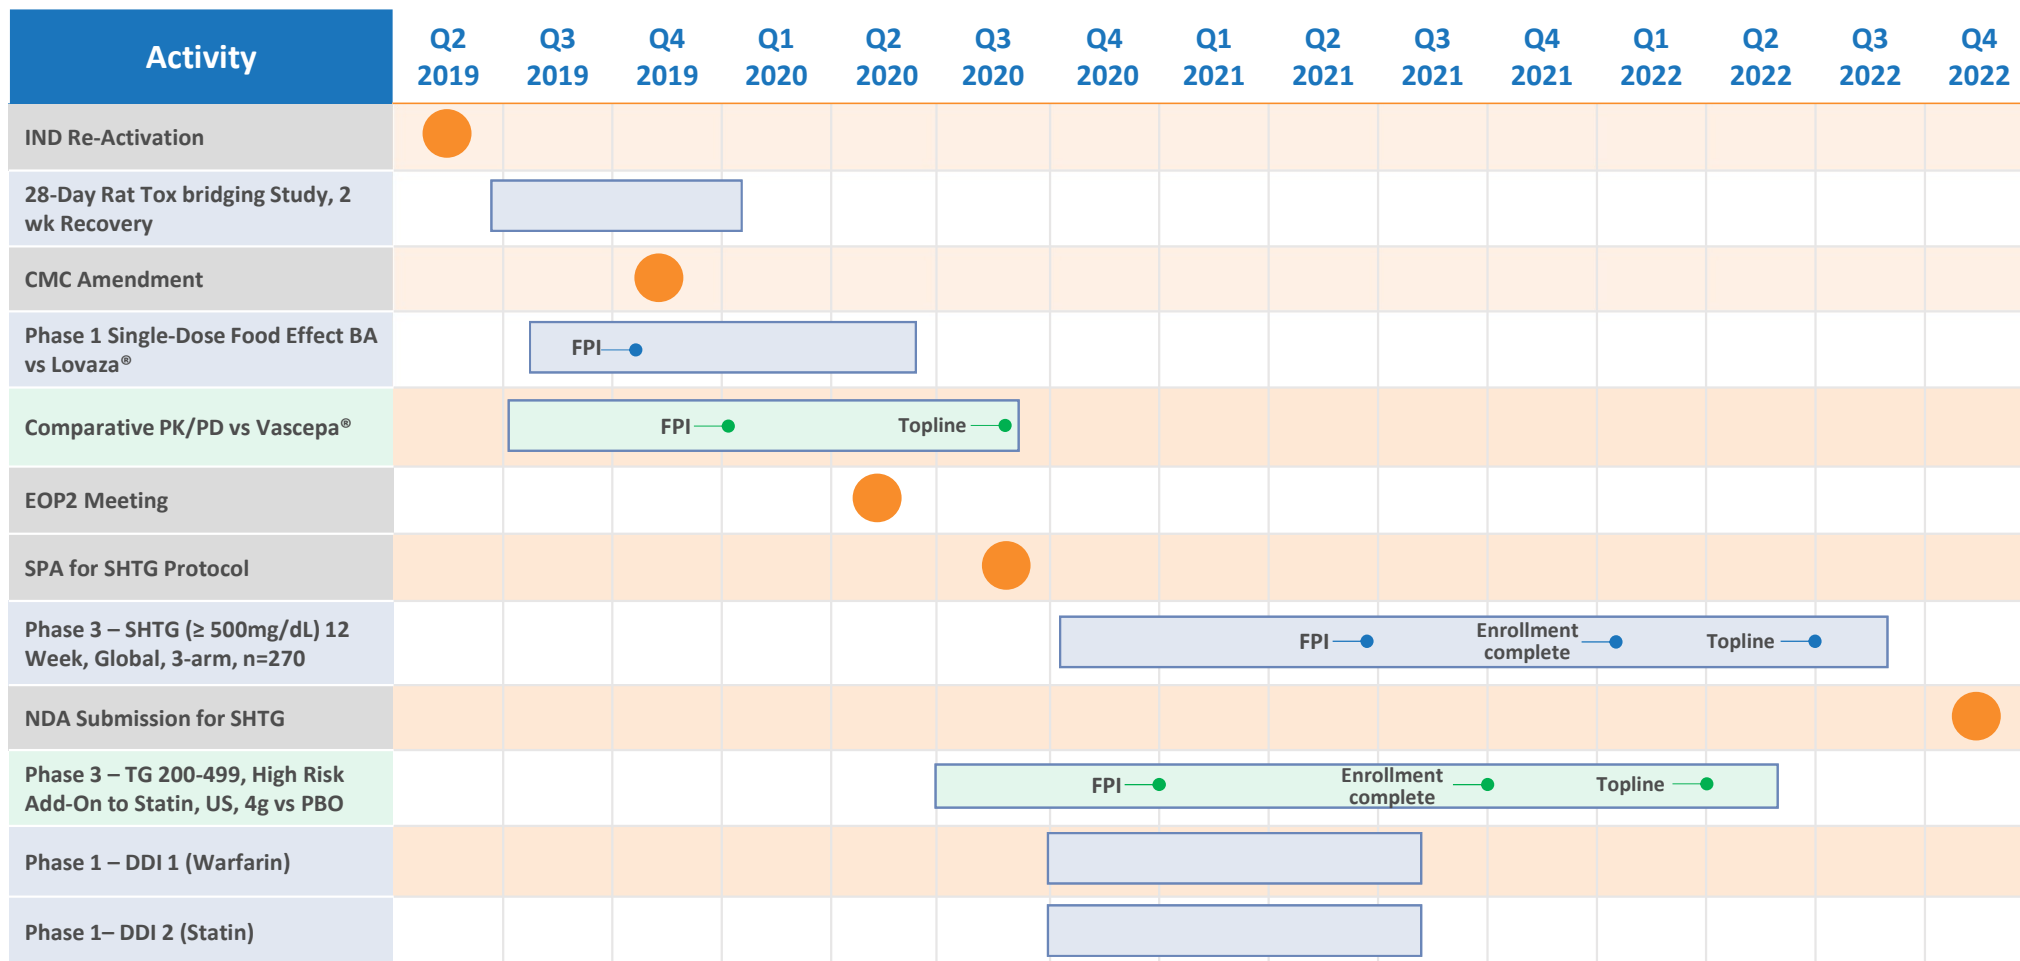 Activity
Q2 2019
Q3 2019
Q4 2019
Q1 2020
Q2 2020
Q3 2020
Q4 2020
Q1 2021
Q2 2021
Q3 2021
Q4 2021
Q1 2022
Q2 2022
Q3 2022
Q4 2022
IND Re-Activation
28-Day Rat Tox bridging Study, 2
wk Recovery
CMC Amendment
Phase 1 Single-Dose Food Effect BA
vs Lovaza®
FPI
Comparative PK/PD vs Vascepa®
FPI
Topline
EOP2 Meeting
SPA for SHTG Protocol
Phase 3 – SHTG (≥ 500mg/dL) 12
Week, Global, 3-arm, n=270
FPI
Enrollment
complete
Topline
NDA Submission for SHTG
Phase 3 – TG 200-499, High Risk
Add-On to Statin, US, 4g vs PBO
FPI
Enrollment
complete
Topline
Phase 1 – DDI 1 (Warfarin)
Phase 1– DDI 2 (Statin)